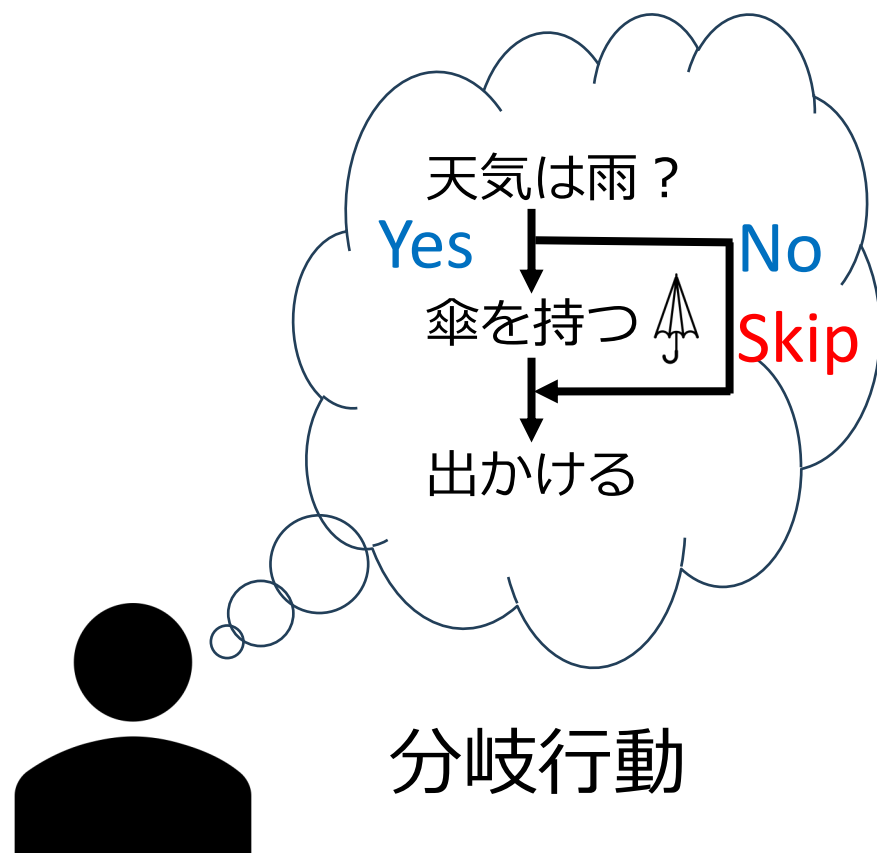 天気は雨？
Yes
No
傘を持つ
Skip
出かける
分岐行動